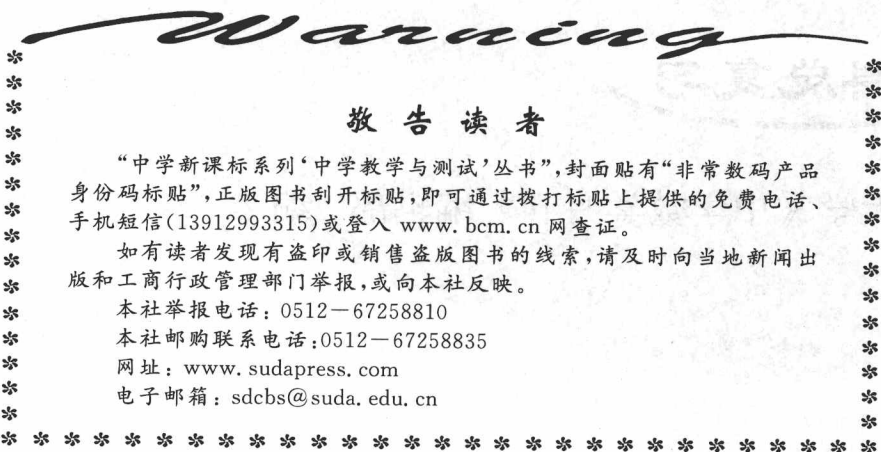 Warning
敬告读者
“中学新课标系列‘中学教学与测试’丛书”,封面贴有“非常数码产品
身份码标贴”,正版图书刮开标贴,即可通过拨打标贴上提供的免费电话、
手机短信(13912993315)或登入 www. bcm. cn 网查证。
如有读者发现有盗印或销售盗版图书的线索,请及时向当地新闻出
版和工商行政管理部门举报,或向本社反映。
本社举报电话: 0512-67258810
本社邮购联系电话:0512-67258835
网址: www. sudapress. com
电子邮箱: sdcbs@suda. edu. cn